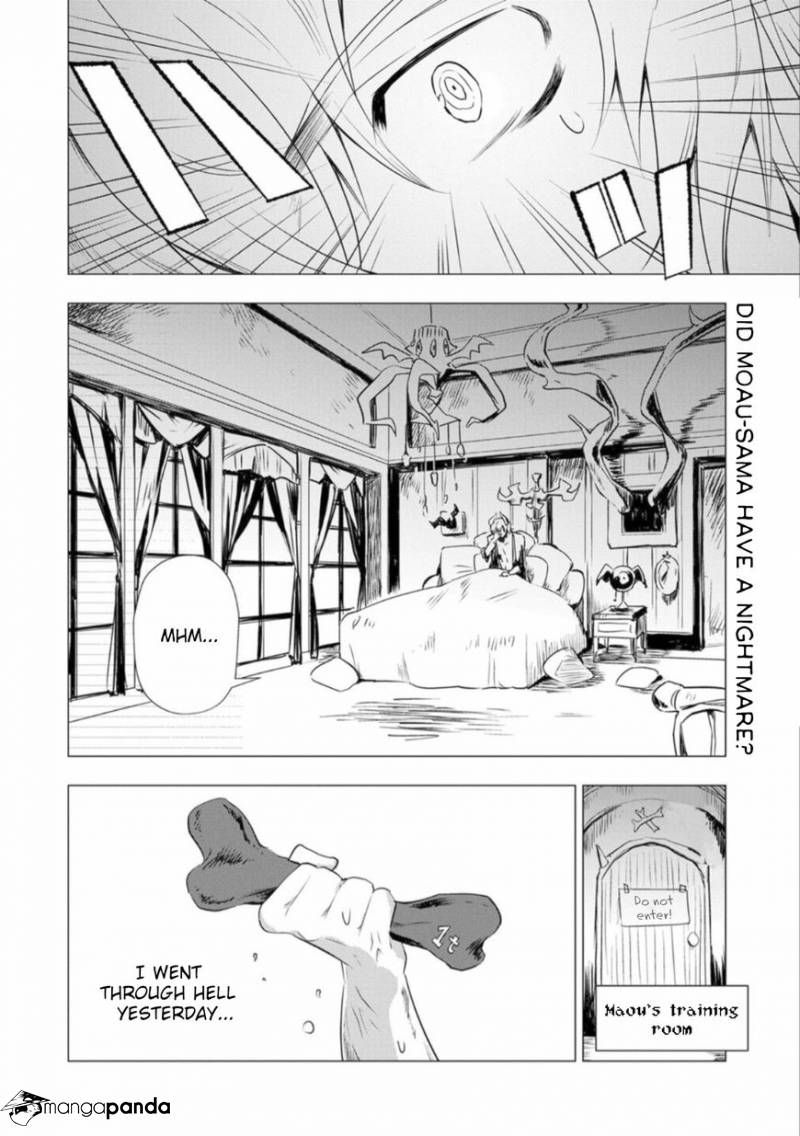 DID MOAU-SAMA HAVE A NIGHTMARE?
MHM...
Do not
enter!
Maou's training
room
1t
I WENT
THROUGH HELL
YESTERDAY...
mangapanda